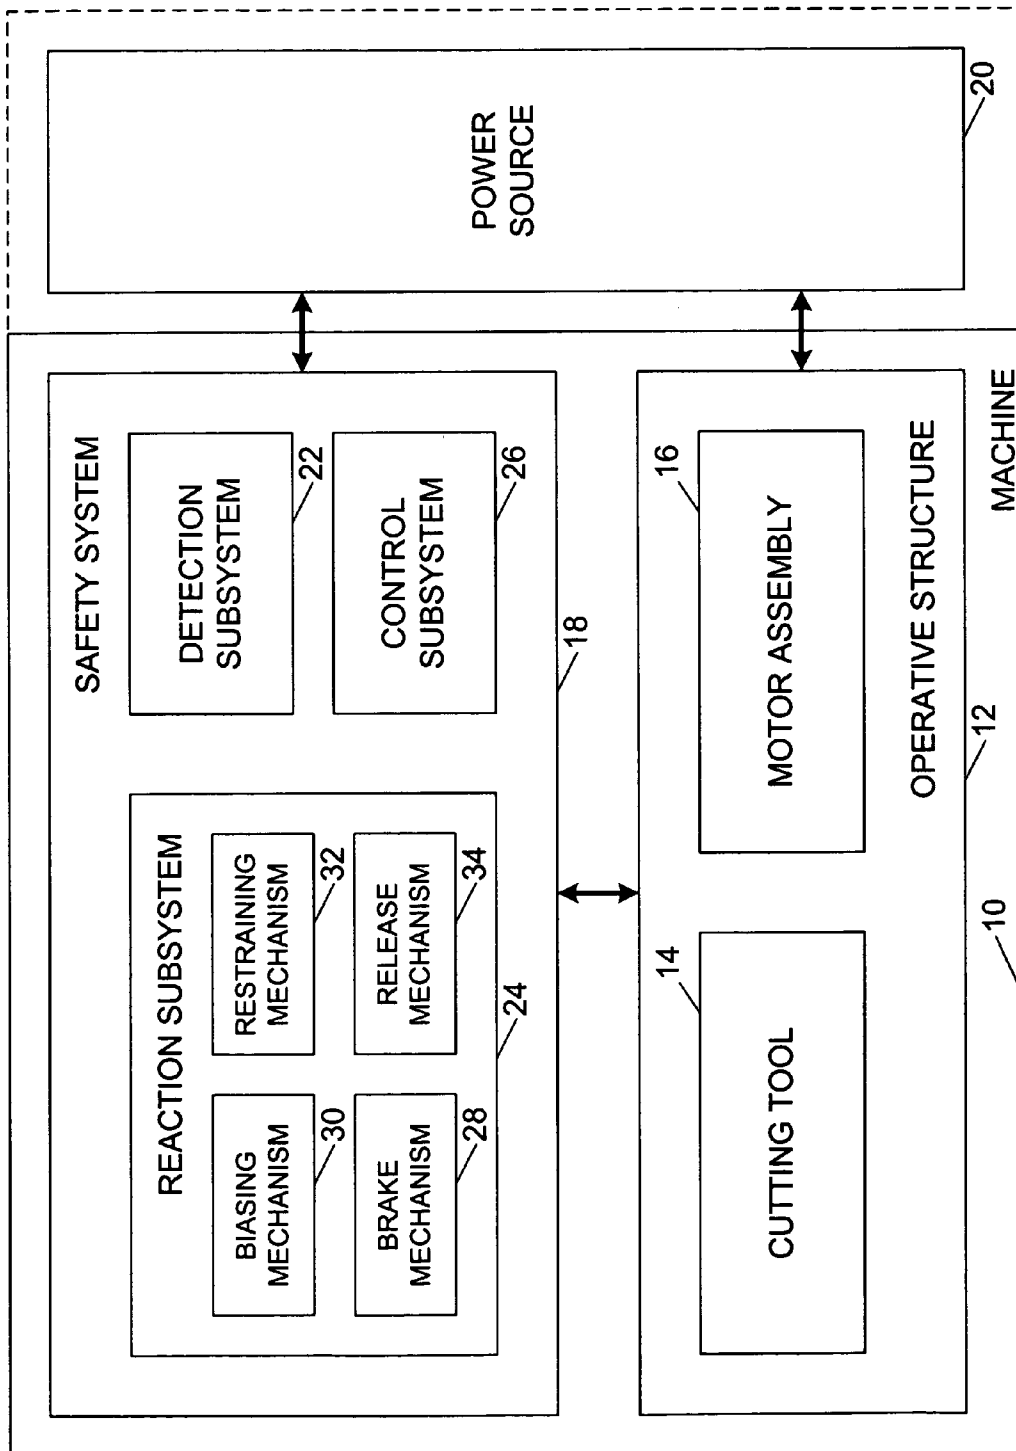 SAFETY SYSTEM
REACTION SUBSYSTEM
BIASING
MECHANISM
30
RESTRAINING
MECHANISM
32
BRAKE
MECHANISM
28
RELEASE
MECHANISM
34
24
DETECTION
SUBSYSTEM
22
CONTROL
SUBSYSTEM
26
18
POWER
SOURCE
20
14
CUTTING TOOL
16
MOTOR ASSEMBLY
OPERATIVE STRUCTURE
12
MACHINE
10